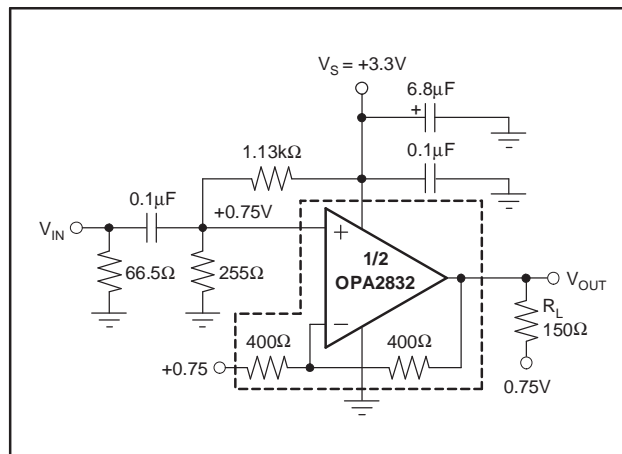 V_S = +3.3V
6.8µF
+
1.13kΩ
0.1µF
0.1µF
+0.75V
V_IN
+
1/2
OPA2832
66.5Ω
255Ω
V_OUT
R_L
150Ω
−
400Ω
400Ω
+0.75
0.75V